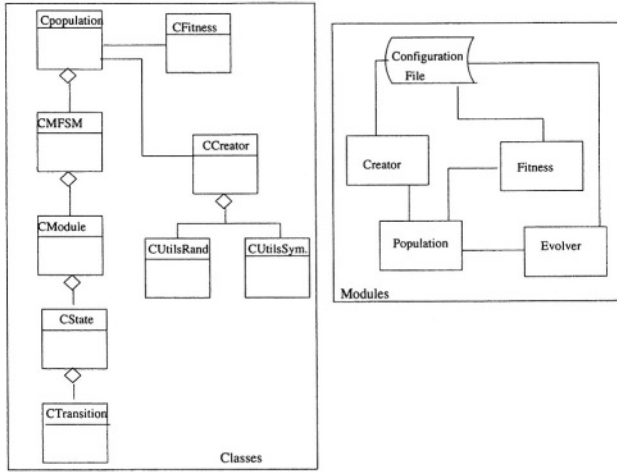 Cpopulation
CFitness
CMFSM
CCreator
CModule
CUtilsRand
CUtilsSym.
CState
CTransition
Classes
Configuration
File
Creator
Fitness
Population
Evolver
Modules